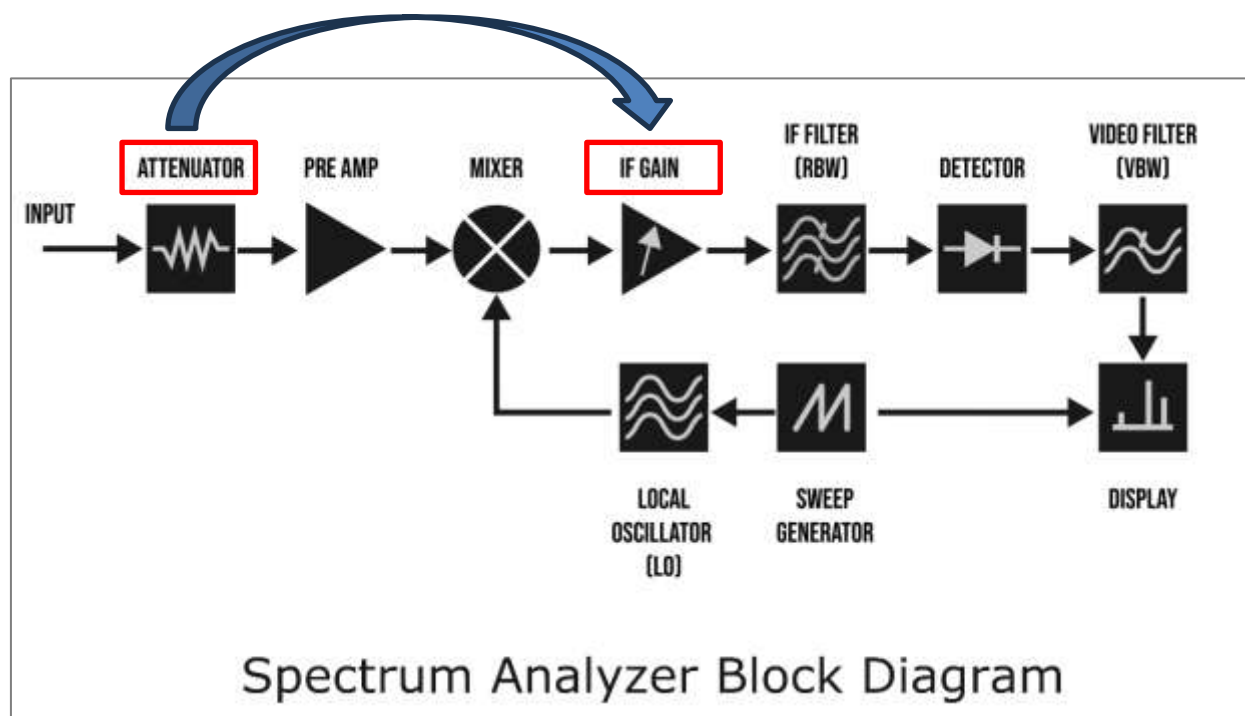 INPUT
ATTENUATOR
PRE AMP
MIXER
IF GAIN
IF FILTER
(RBW)
DETECTOR
VIDEO FILTER
(VBW)
LOCAL
OSCILLATOR
(LO)
SWEEP
GENERATOR
DISPLAY
Spectrum Analyzer Block Diagram